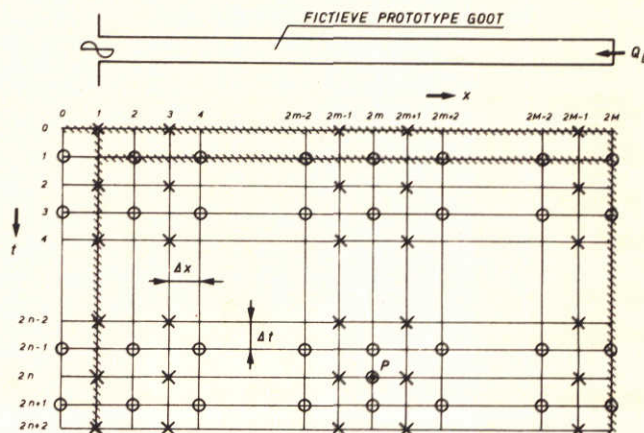 FICTIEVE PROTOTYPE GOOT
x
0 1 2 3 4 2m-2 2m-1 2m 2m+1 2m+2 2M-2 2M-1 2M
0
1
2
3
t
4
Δx
2n-2
Δt
2n-1
P
2n
2n+1
2n+2